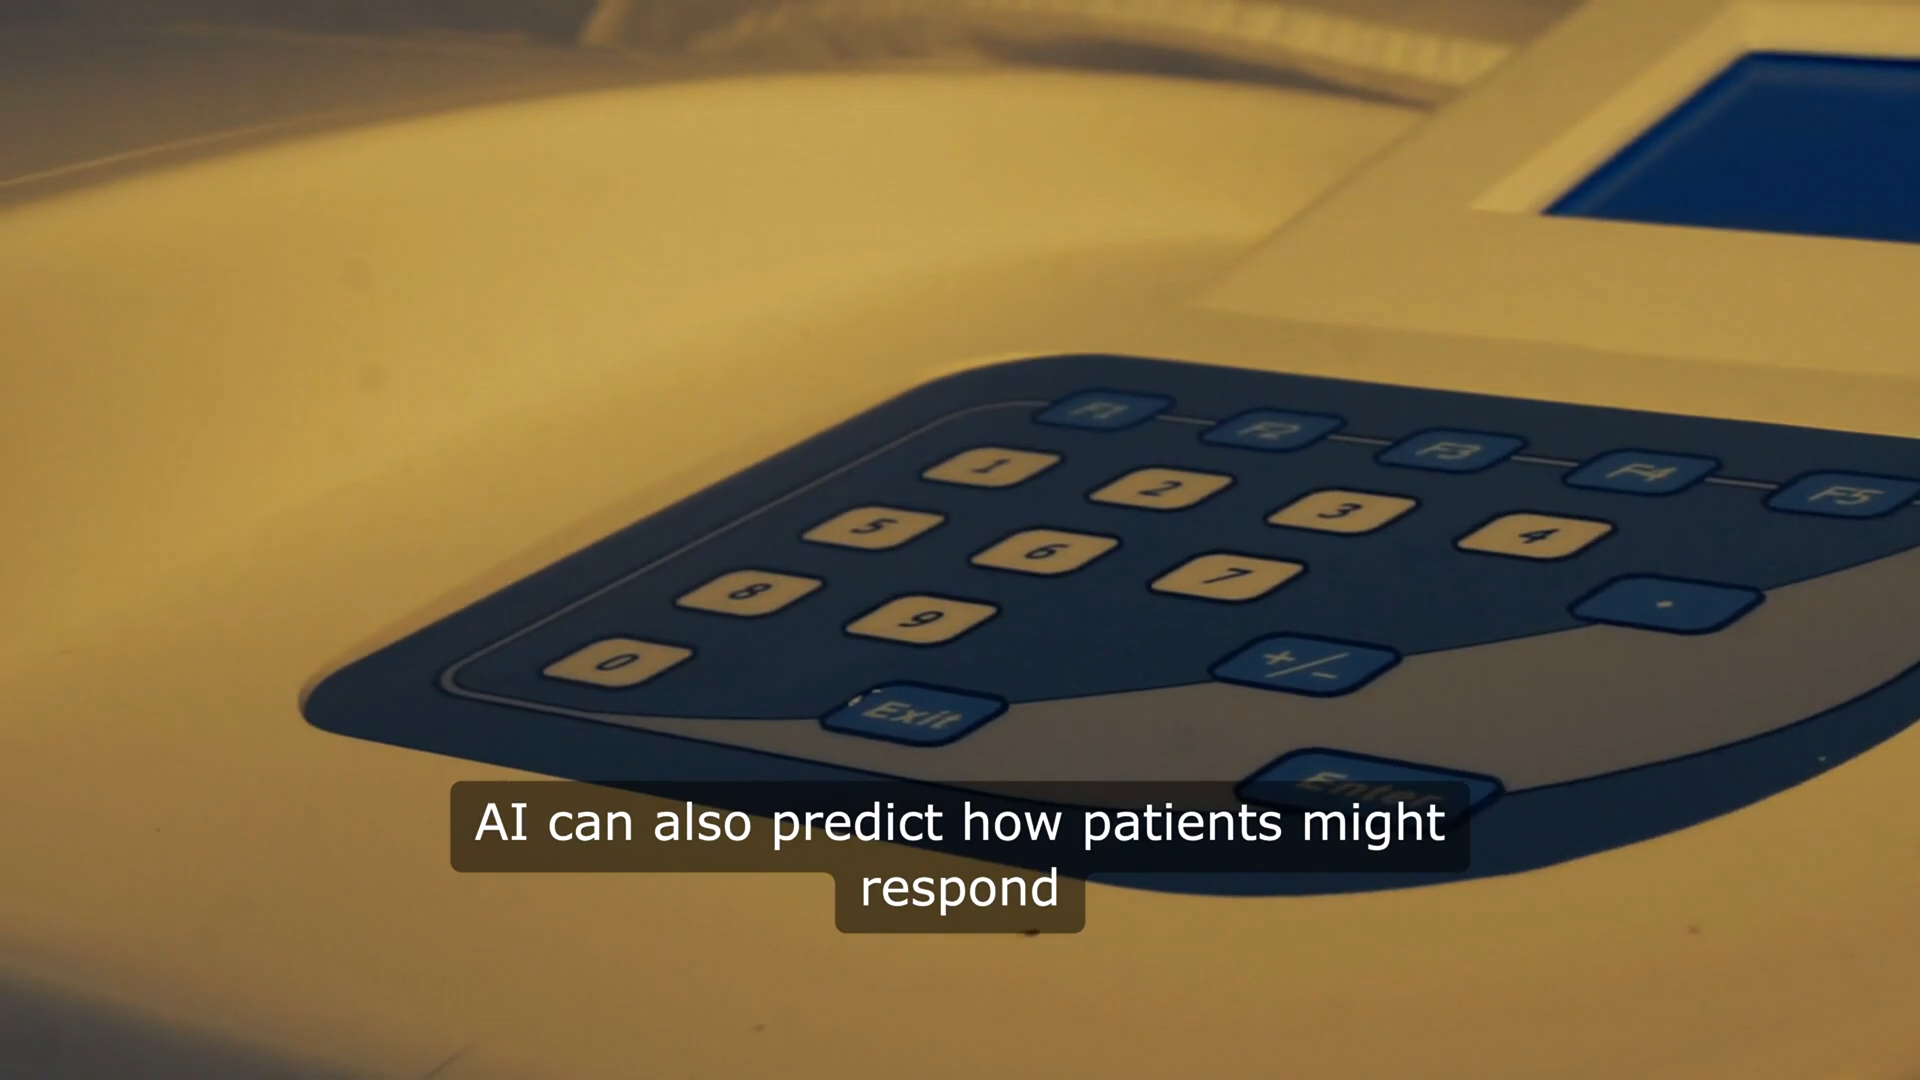 F1 F2 F3 F4 F5
1 2 3 4
5 6 7 .
8 9 +/-
0 Exit Enter
AI can also predict how patients might
respond